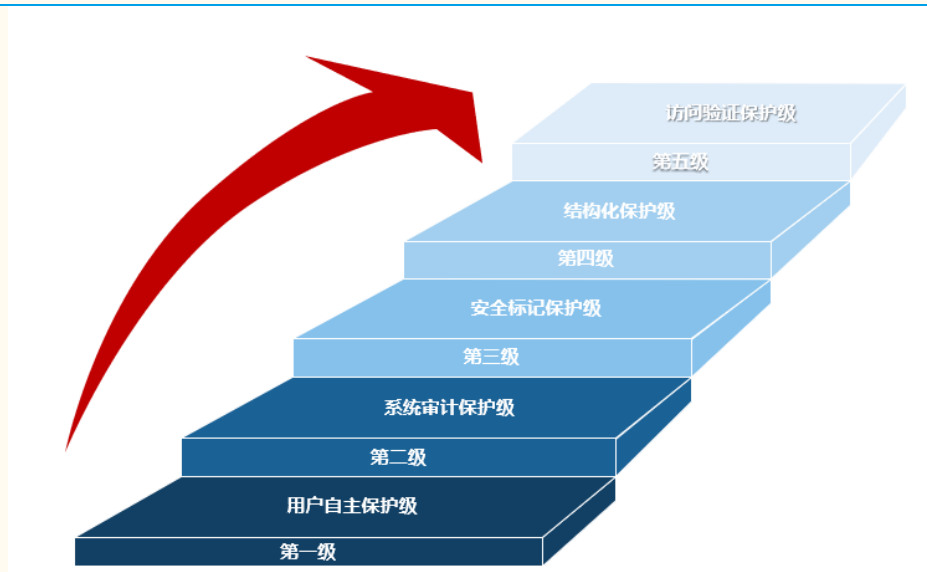 访问验证保护级
第五级
结构化保护级
第四级
安全标记保护级
第三级
系统审计保护级
第二级
用户自主保护级
第一级